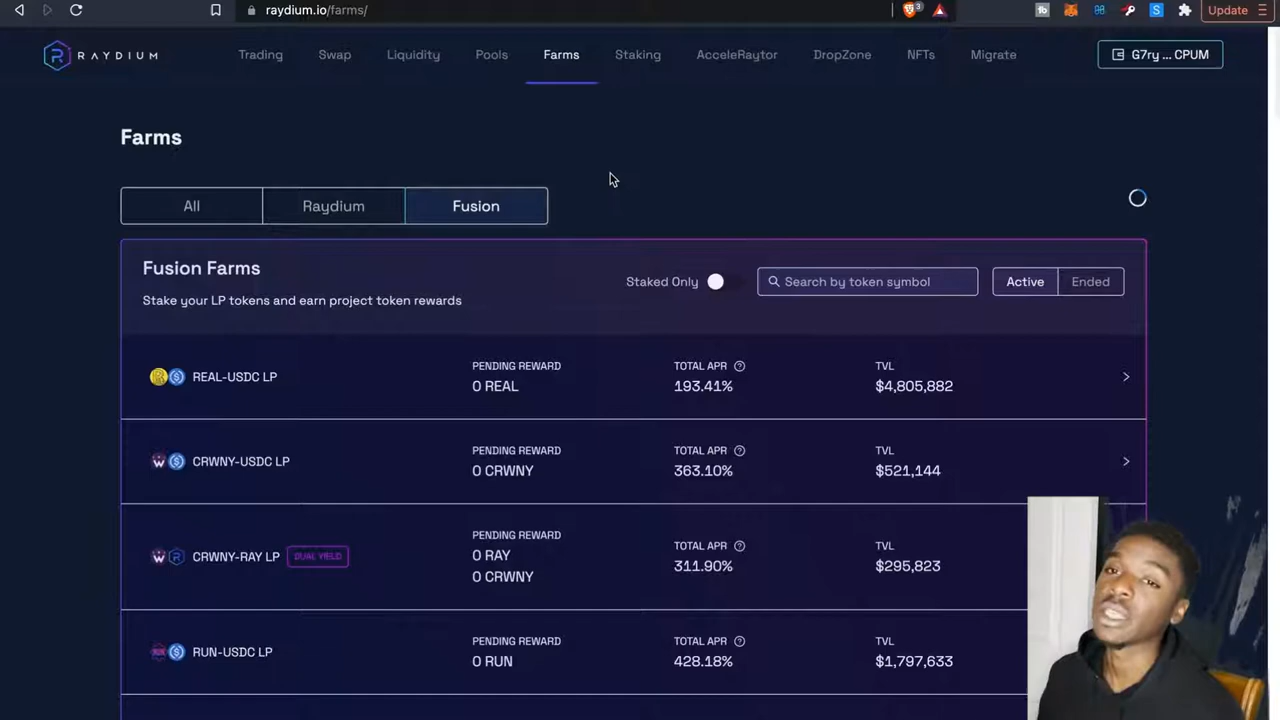 raydium.io/farms/
3
Update
RAYDIUM
Trading
Swap
Liquidity
Pools
Farms
Staking
AcceleRaytor
DropZone
NFTs
Migrate
G7ry ... CPUM
Farms
All
Raydium
Fusion
Fusion Farms
Stake your LP tokens and earn project token rewards
Staked Only
Search by token symbol
Active
Ended
REAL-USDC LP
PENDING REWARD
0 REAL
TOTAL APR ?
193.41%
TVL
$4,805,882
CRWNY-USDC LP
PENDING REWARD
0 CRWNY
TOTAL APR ?
363.10%
TVL
$521,144
CRWNY-RAY LP
DUAL YIELD
PENDING REWARD
0 RAY
0 CRWNY
TOTAL APR ?
311.90%
TVL
$295,823
RUN-USDC LP
PENDING REWARD
0 RUN
TOTAL APR ?
428.18%
TVL
$1,797,633